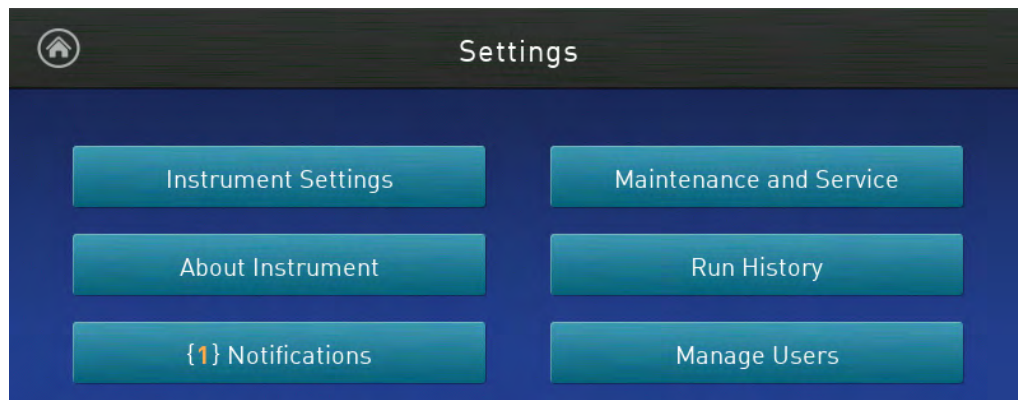 Settings
Instrument Settings
Maintenance and Service
About Instrument
Run History
{1} Notifications
Manage Users